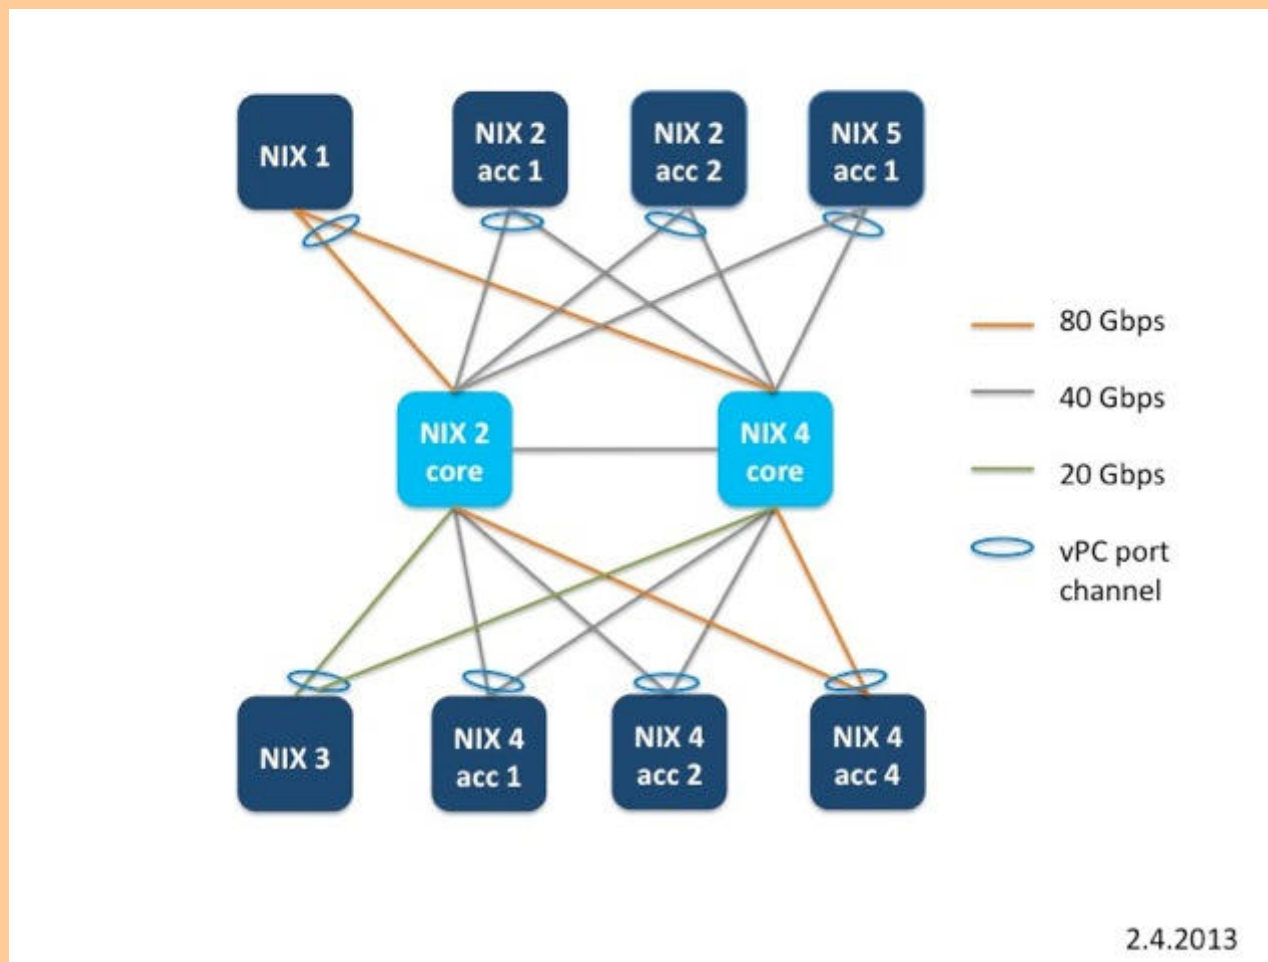 NIX 1
NIX 2
acc 1
NIX 2
acc 2
NIX 5
acc 1
80 Gbps
40 Gbps
20 Gbps
vPC port
channel
NIX 2
core
NIX 4
core
NIX 3
NIX 4
acc 1
NIX 4
acc 2
NIX 4
acc 4
2.4.2013